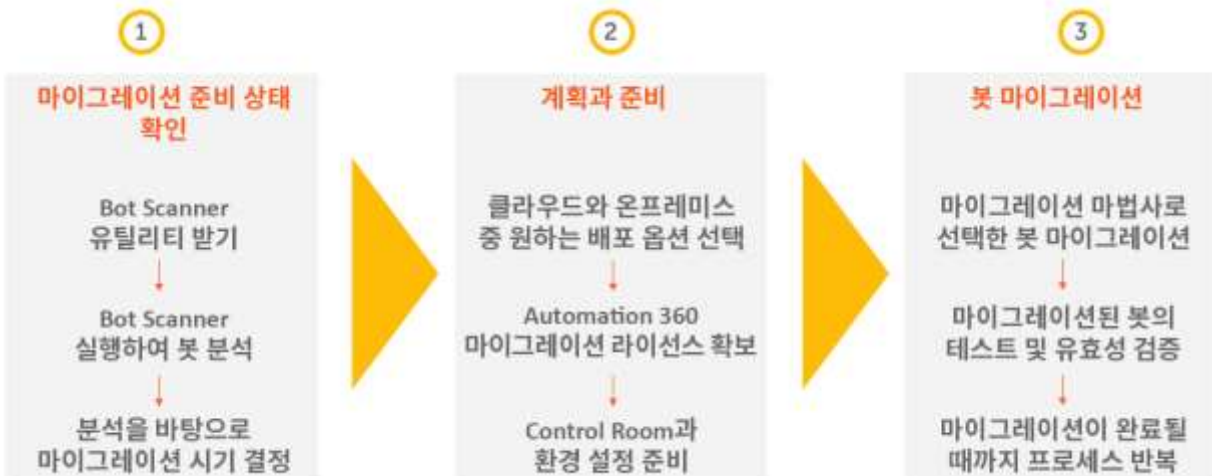 1
마이그레이션 준비 상태
확인
Bot Scanner
유틸리티 받기
Bot Scanner
실행하여 봇 분석
분석을 바탕으로
마이그레이션 시기 결정
2
계획과 준비
클라우드와 온프레미스
중 원하는 배포 옵션 선택
Automation 360
마이그레이션 라이선스 확보
Control Room과
환경 설정 준비
3
봇 마이그레이션
마이그레이션 마법사로
선택한 봇 마이그레이션
마이그레이션된 봇의
테스트 및 유효성 검증
마이그레이션이 완료될
때까지 프로세스 반복